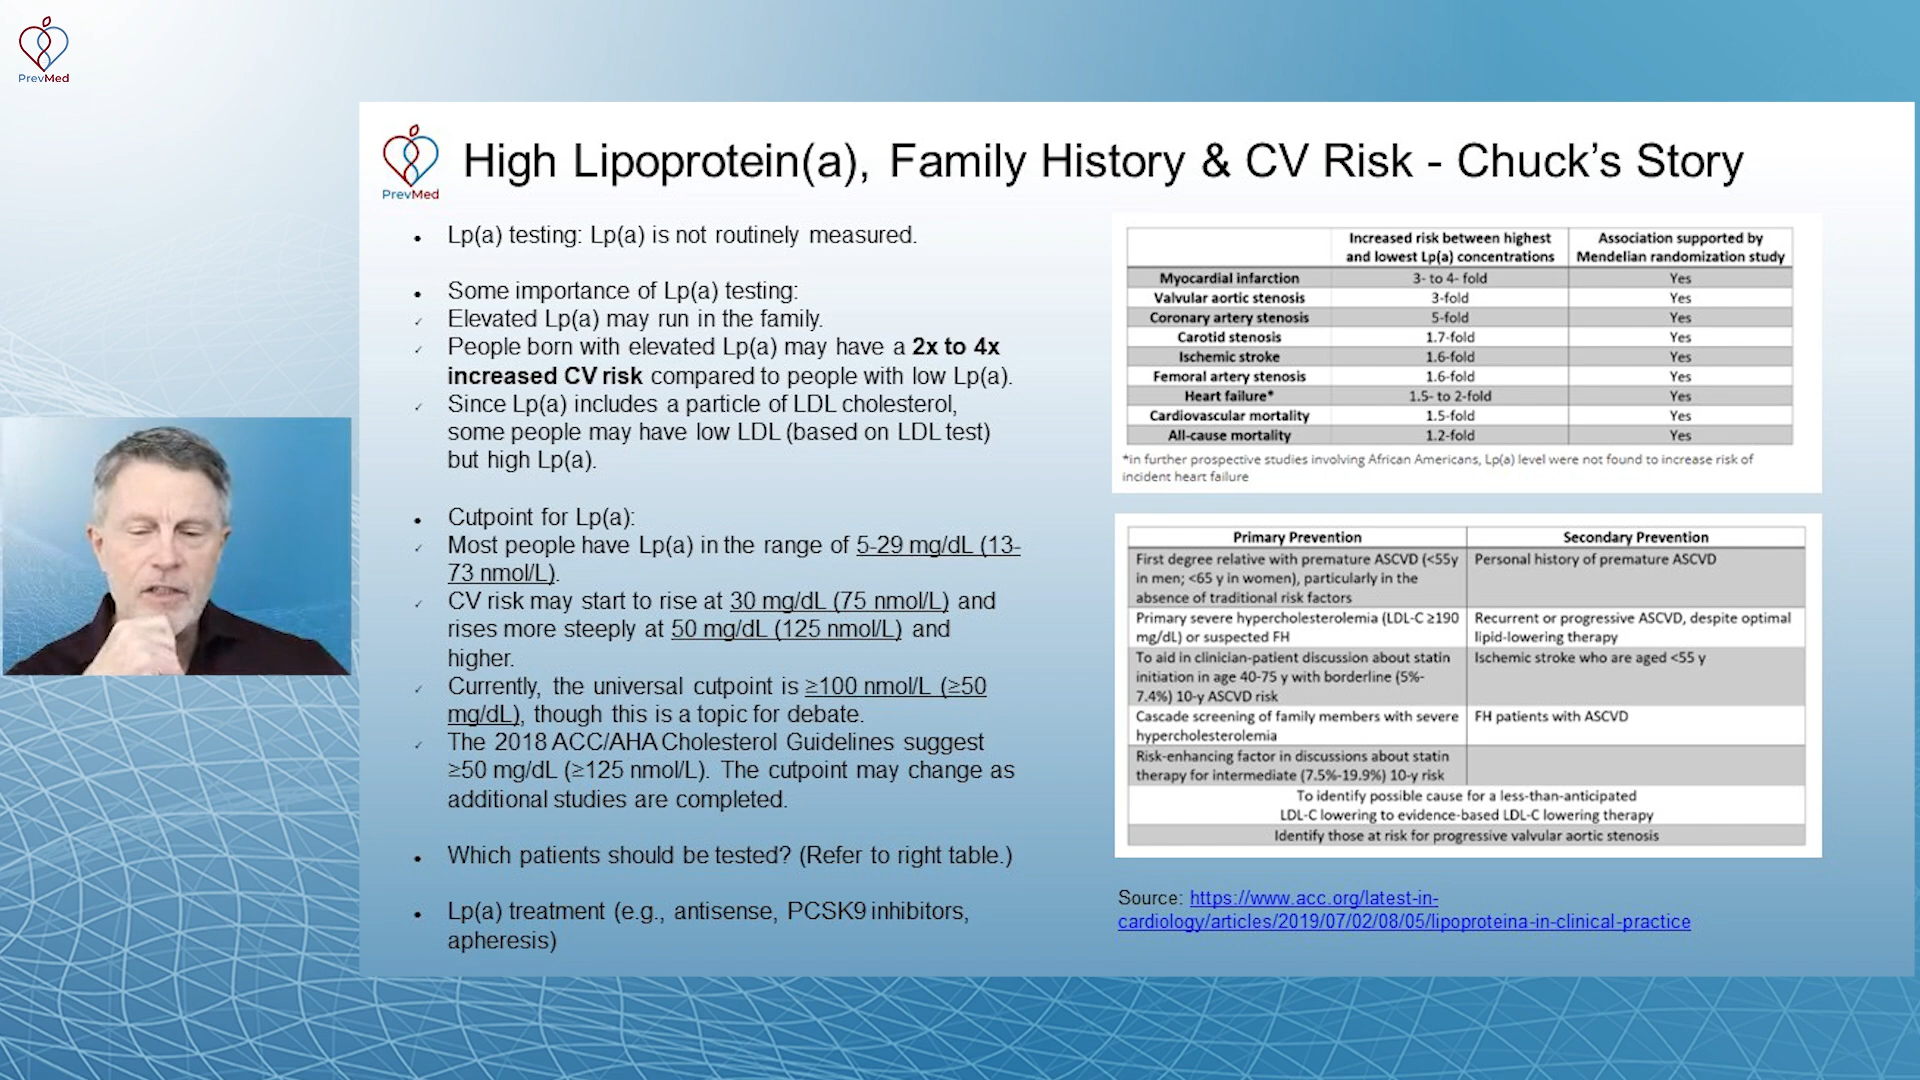 PrevMed
PrevMed
High Lipoprotein(a), Family History & CV Risk - Chuck's Story
• Lp(a) testing: Lp(a) is not routinely measured.
• Some importance of Lp(a) testing:
✓ Elevated Lp(a) may run in the family.
✓ People born with elevated Lp(a) may have a 2x to 4x
increased CV risk compared to people with low Lp(a).
✓ Since Lp(a) includes a particle of LDL cholesterol,
some people may have low LDL (based on LDL test)
but high Lp(a).
• Cutpoint for Lp(a):
✓ Most people have Lp(a) in the range of 5-29 mg/dL (13-
73 nmol/L).
✓ CV risk may start to rise at 30 mg/dL (75 nmol/L) and
rises more steeply at 50 mg/dL (125 nmol/L) and
higher.
✓ Currently, the universal cutpoint is ≥100 nmol/L (≥50
mg/dL), though this is a topic for debate.
✓ The 2018 ACC/AHA Cholesterol Guidelines suggest
≥50 mg/dL (≥125 nmol/L). The cutpoint may change as
additional studies are completed.
• Which patients should be tested? (Refer to right table.)
• Lp(a) treatment (e.g., antisense, PCSK9 inhibitors,
apheresis)
Increased risk between highest
and lowest Lp(a) concentrations
Association supported by
Mendelian randomization study
Myocardial infarction 3- to 4- fold Yes
Valvular aortic stenosis 3-fold Yes
Coronary artery stenosis 5-fold Yes
Carotid stenosis 1.7-fold Yes
Ischemic stroke 1.6-fold Yes
Femoral artery stenosis 1.6-fold Yes
Heart failure* 1.5- to 2-fold Yes
Cardiovascular mortality 1.5-fold Yes
All-cause mortality 1.2-fold Yes
*in further prospective studies involving African Americans, Lp(a) level were not found to increase risk of
incident heart failure
Primary Prevention Secondary Prevention
First degree relative with premature ASCVD (<55y
in men; <65 y in women), particularly in the
absence of traditional risk factors
Personal history of premature ASCVD
Primary severe hypercholesterolemia (LDL-C ≥190
mg/dL) or suspected FH
Recurrent or progressive ASCVD, despite optimal
lipid-lowering therapy
To aid in clinician-patient discussion about statin
initiation in age 40-75 y with borderline (5%-
7.4%) 10-y ASCVD risk
Ischemic stroke who are aged <55 y
Cascade screening of family members with severe
hypercholesterolemia
FH patients with ASCVD
Risk-enhancing factor in discussions about statin
therapy for intermediate (7.5%-19.9%) 10-y risk
To identify possible cause for a less-than-anticipated
LDL-C lowering to evidence-based LDL-C lowering therapy
Identify those at risk for progressive valvular aortic stenosis
Source: https://www.acc.org/latest-in-
cardiology/articles/2019/07/02/08/05/lipoproteina-in-clinical-practice